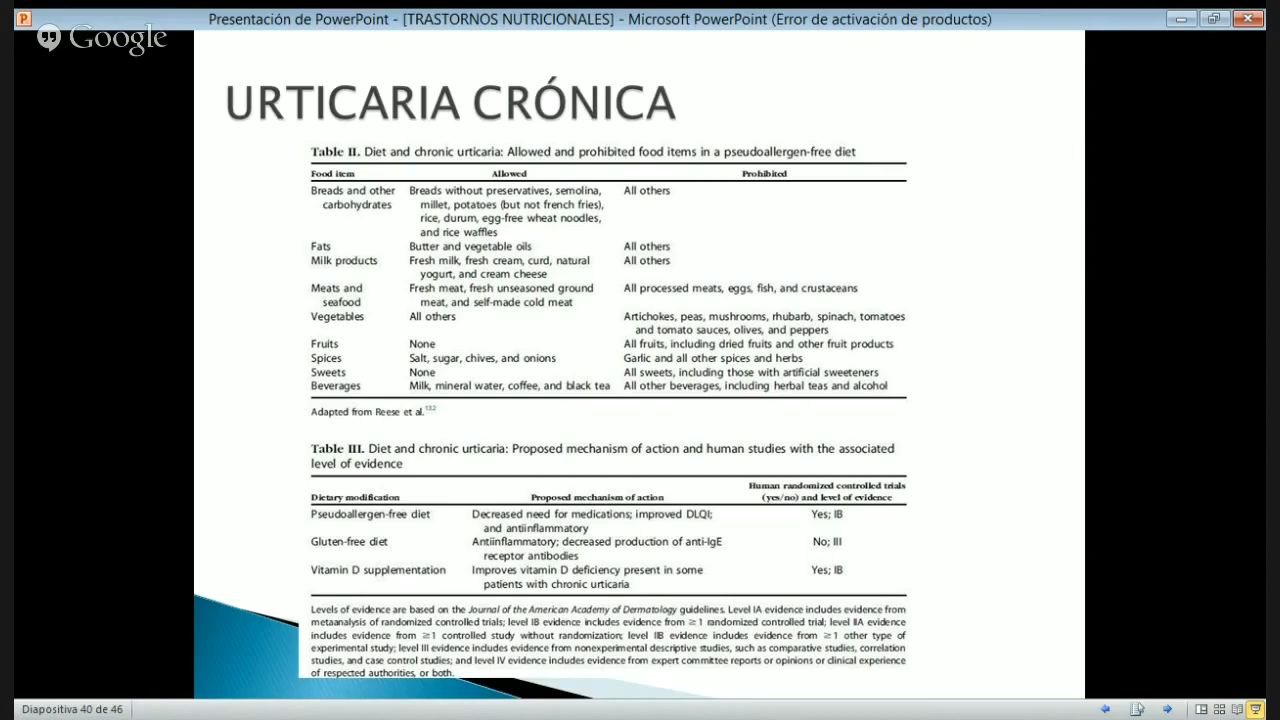 Presentación de PowerPoint - [TRASTORNOS NUTRICIONALES] - Microsoft PowerPoint (Error de activación de productos)
Google
URTICARIA CRÓNICA
Table II. Diet and chronic urticaria: Allowed and prohibited food items in a pseudoallergen-free diet
Food item Allowed Prohibited
Breads and other Breads without preservatives, semolina, All others
carbohydrates millet, potatoes (but not french fries),
rice, durum, egg-free wheat noodles,
and rice waffles
Fats Butter and vegetable oils All others
Milk products Fresh milk, fresh cream, curd, natural All others
yogurt, and cream cheese
Meats and Fresh meat, fresh unseasoned ground All processed meats, eggs, fish, and crustaceans
seafood meat, and self-made cold meat
Vegetables All others Artichokes, peas, mushrooms, rhubarb, spinach, tomatoes
and tomato sauces, olives, and peppers
Fruits None All fruits, including dried fruits and other fruit products
Spices Salt, sugar, chives, and onions Garlic and all other spices and herbs
Sweets None All sweets, including those with artificial sweeteners
Beverages Milk, mineral water, coffee, and black tea All other beverages, including herbal teas and alcohol
Adapted from Reese et al.132
Table III. Diet and chronic urticaria: Proposed mechanism of action and human studies with the associated
level of evidence
Human randomized controlled trials
Dietary modification Proposed mechanism of action (yes/no) and level of evidence
Pseudoallergen-free diet Decreased need for medications; improved DLQI; Yes; IB
and antiinflammatory
Gluten-free diet Antiinflammatory; decreased production of anti-IgE No; III
receptor antibodies
Vitamin D supplementation Improves vitamin D deficiency present in some Yes; IB
patients with chronic urticaria
Levels of evidence are based on the Journal of the American Academy of Dermatology guidelines. Level IA evidence includes evidence from
metaanalysis of randomized controlled trials; level IB evidence includes evidence from ≥1 randomized controlled trial; level IIA evidence
includes evidence from ≥1 controlled study without randomization; level IIB evidence includes evidence from ≥1 other type of
experimental study; level III evidence includes evidence from nonexperimental descriptive studies, such as comparative studies, correlation
studies, and case control studies; and level IV evidence includes evidence from expert committee reports or opinions or clinical experience
of respected authorities, or both.
Diapositiva 40 de 46